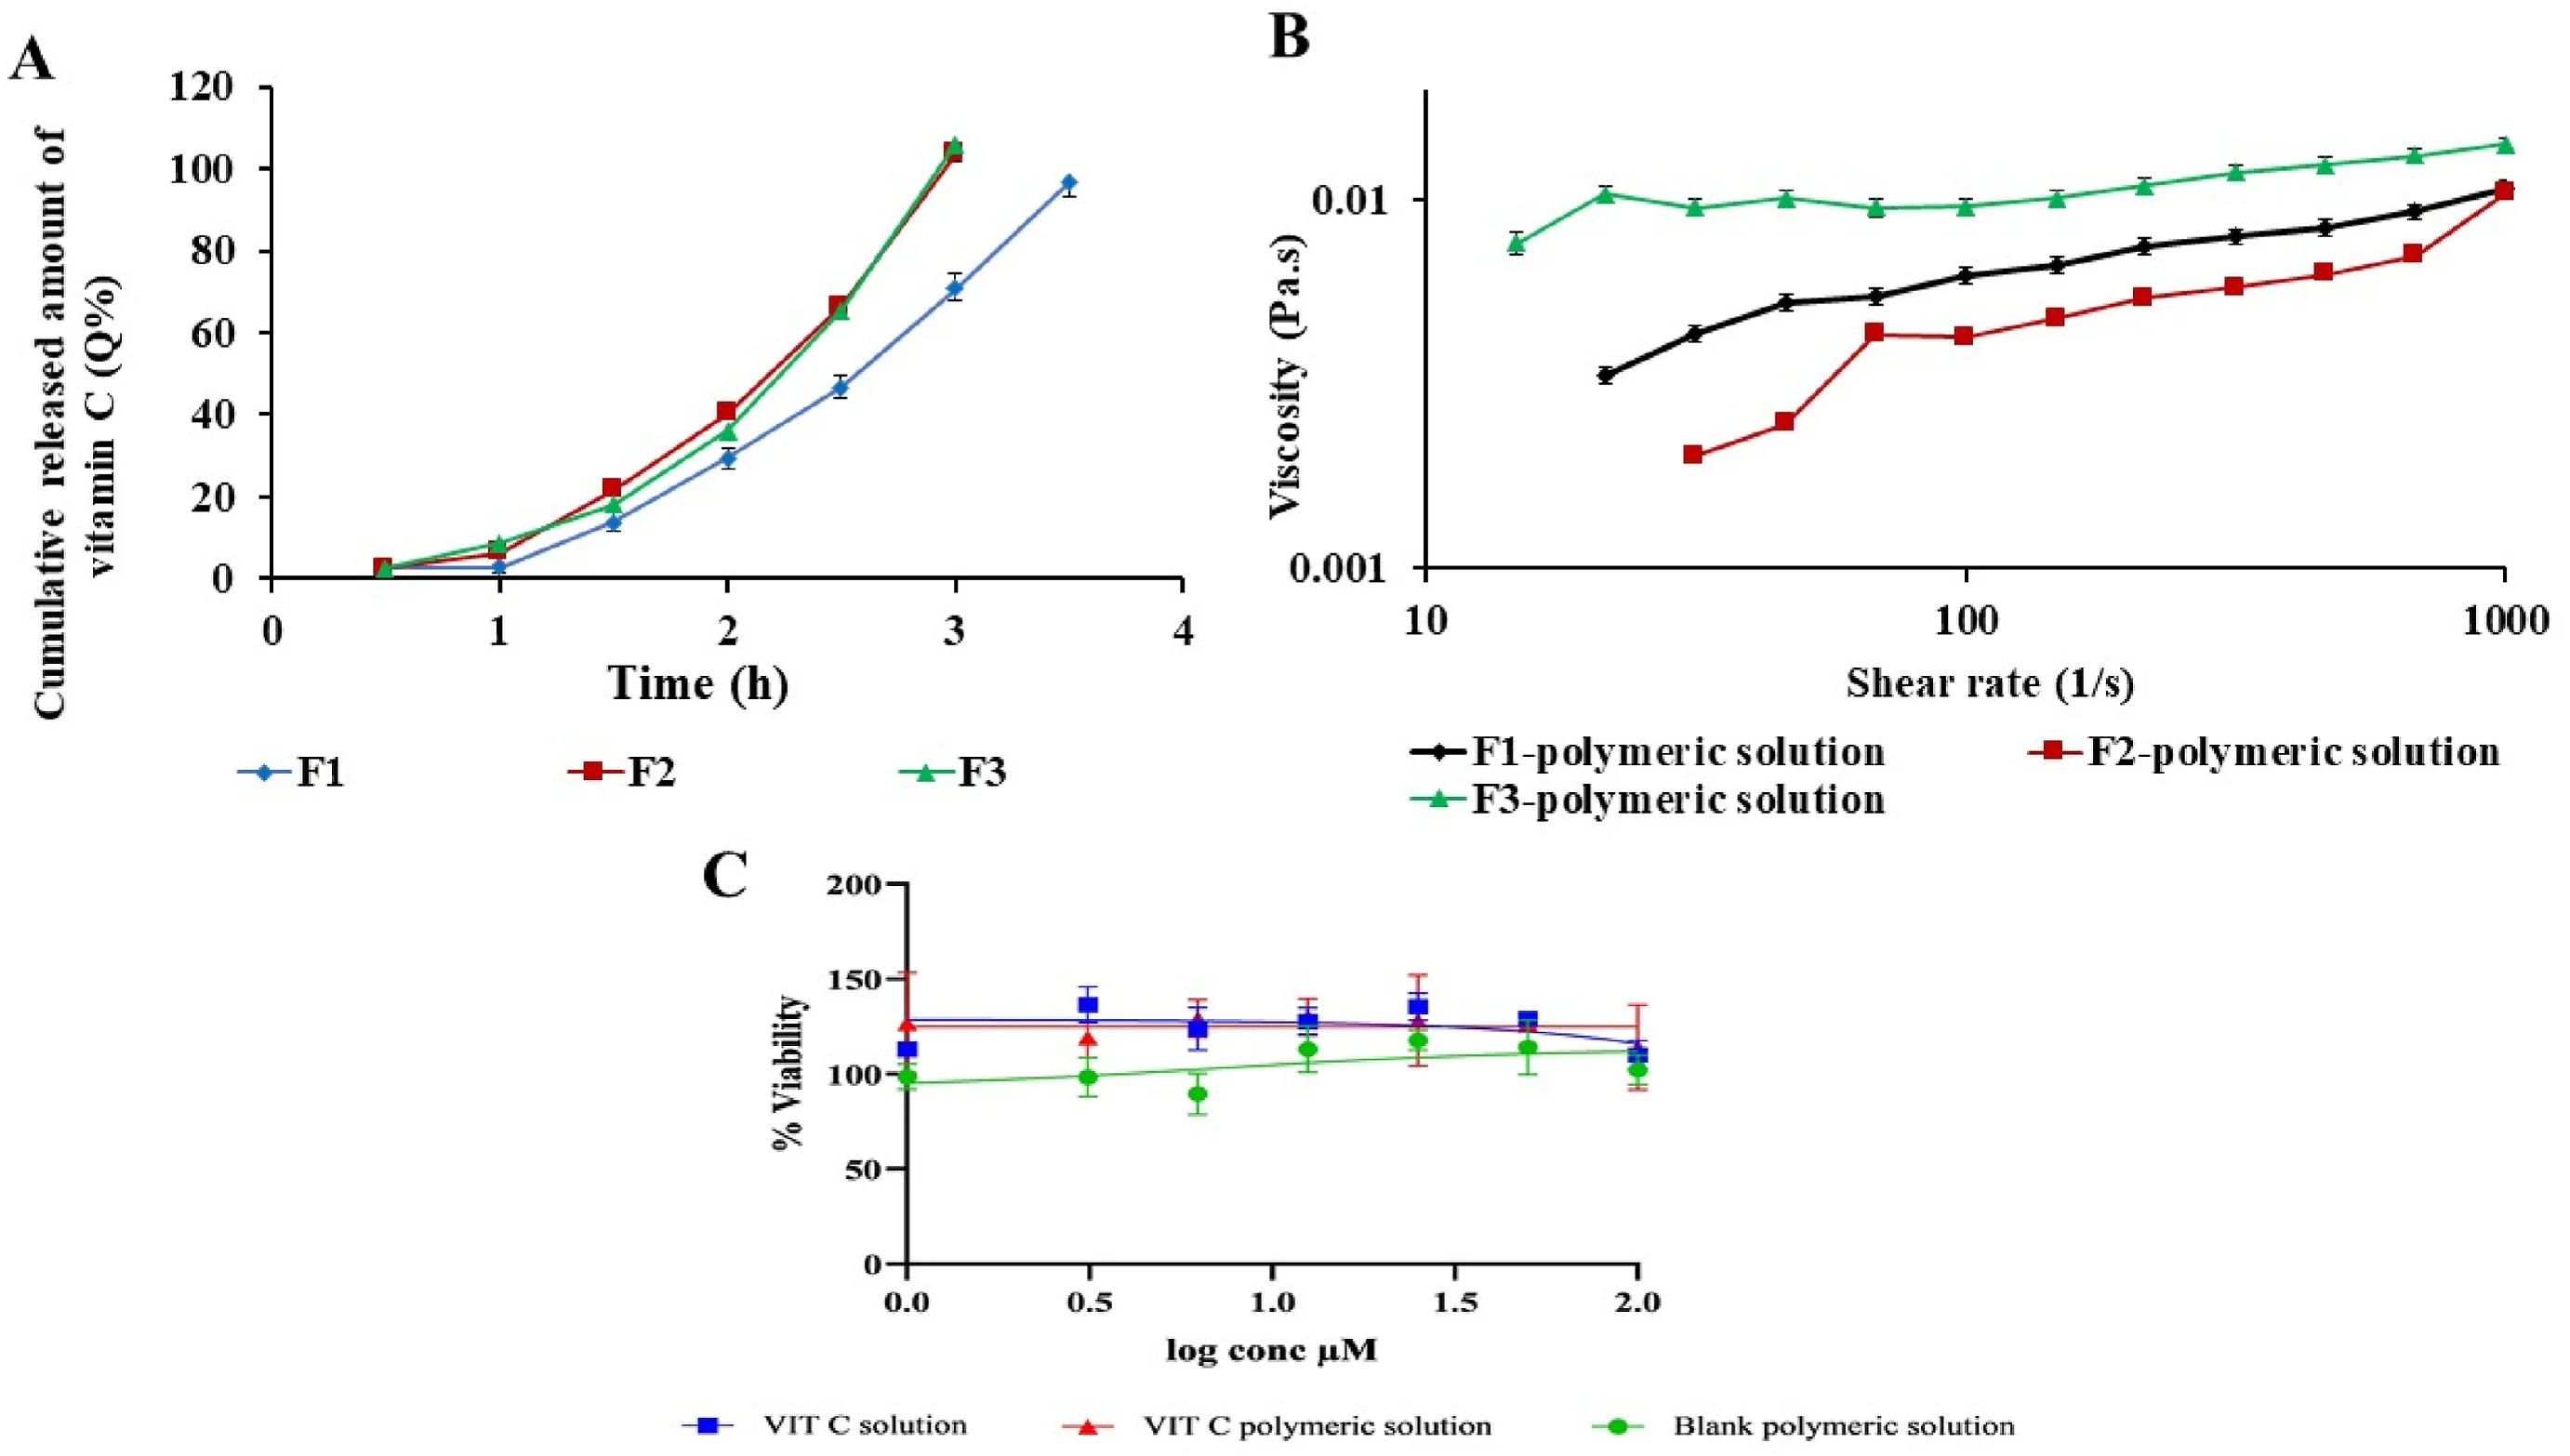 A
Cumulative released amount of
vitamin C (Q%)
120
100
80
60
40
20
0
0 1 2 3 4
Time (h)
F1 F2 F3
B
Viscosity (Pa.s)
0.01
0.001
10 100 1000
Shear rate (1/s)
F1-polymeric solution F2-polymeric solution
F3-polymeric solution
C
% Viability
200
150
100
50
0
0.0 0.5 1.0 1.5 2.0
log conc µM
VIT C solution VIT C polymeric solution Blank polymeric solution